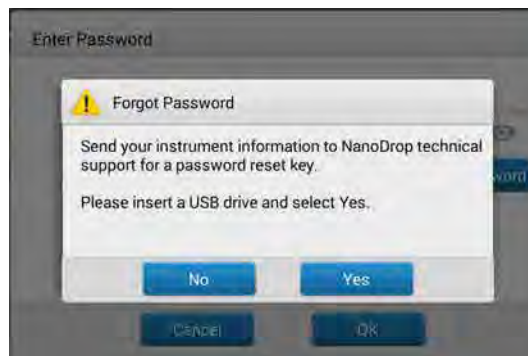 Enter Password
Forgot Password
Send your instrument information to NanoDrop technical
support for a password reset key.
Please insert a USB drive and select Yes.
word
No
Yes
Cancel
OK